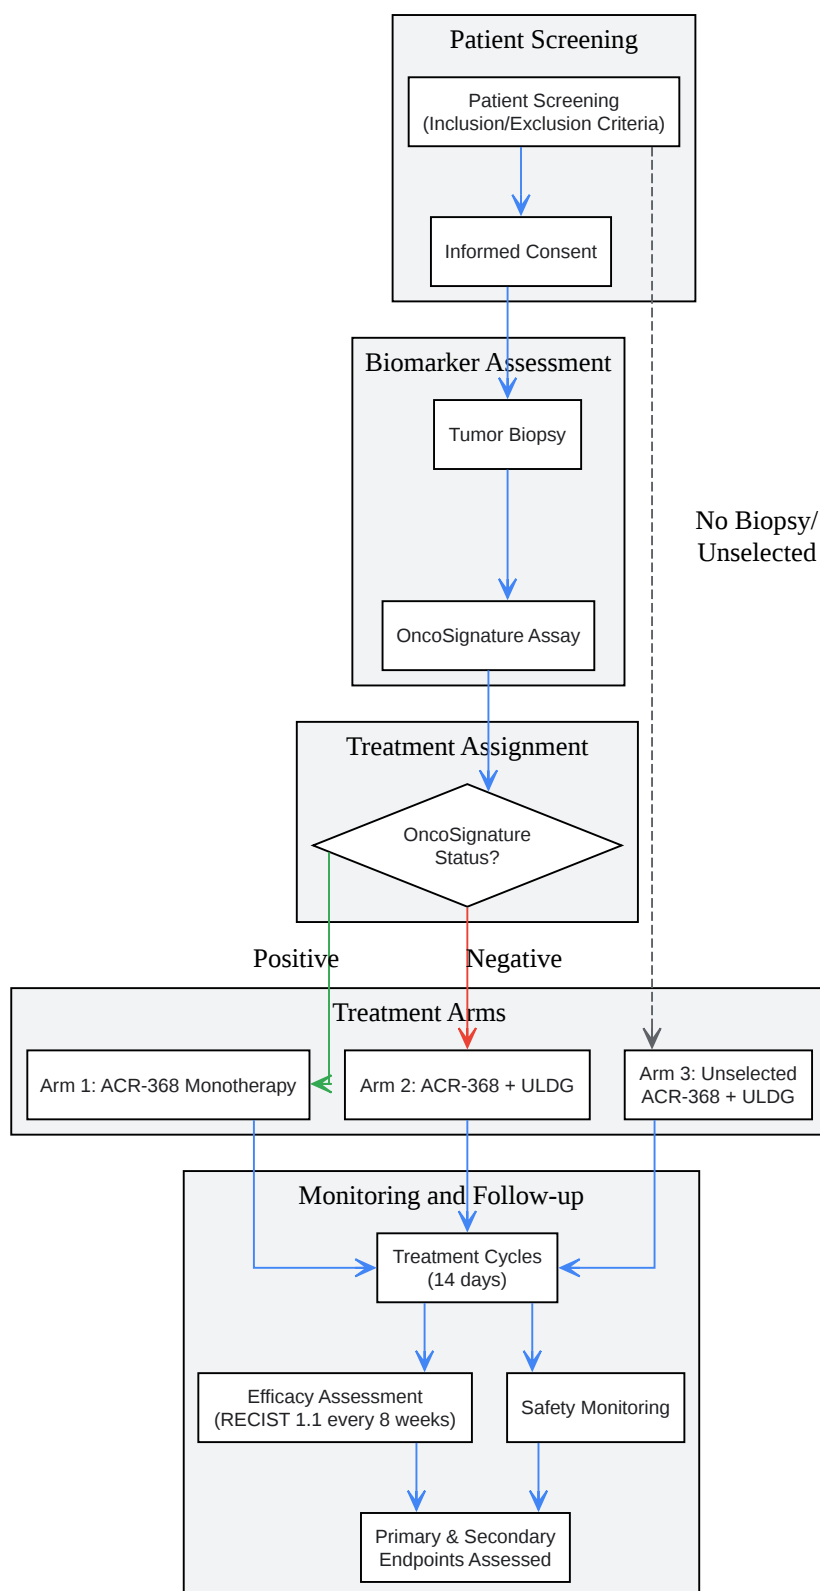 Patient Screening
Patient Screening
(Inclusion/Exclusion Criteria)
Informed Consent
Biomarker Assessment
Tumor Biopsy
No Biopsy/
Unselected
OncoSignature Assay
Treatment Assignment
OncoSignature
Status?
Positive
Negative
Treatment Arms
Arm 1: ACR-368 Monotherapy
Arm 2: ACR-368 + ULDG
Arm 3: Unselected
ACR-368 + ULDG
Monitoring and Follow-up
Treatment Cycles
(14 days)
Efficacy Assessment
(RECIST 1.1 every 8 weeks)
Safety Monitoring
Primary & Secondary
Endpoints Assessed